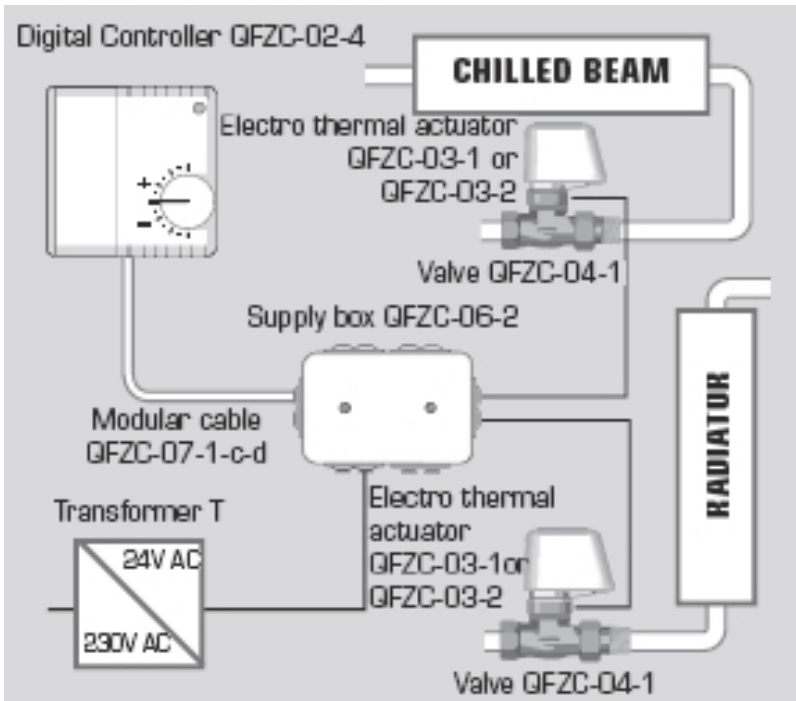 Digital Controller QFZC-02-4
CHILLED BEAM
Electro thermal actuator
QFZC-03-1 or
QFZC-03-2
+
-
Valve QFZC-04-1
Supply box QFZC-06-2
RADIATOR
Modular cable
QFZC-07-1-c-d
Transformer T
24V AC
230V AC
Electro thermal
actuator
QFZC-03-1or
QFZC-03-2
Valve QFZC-04-1